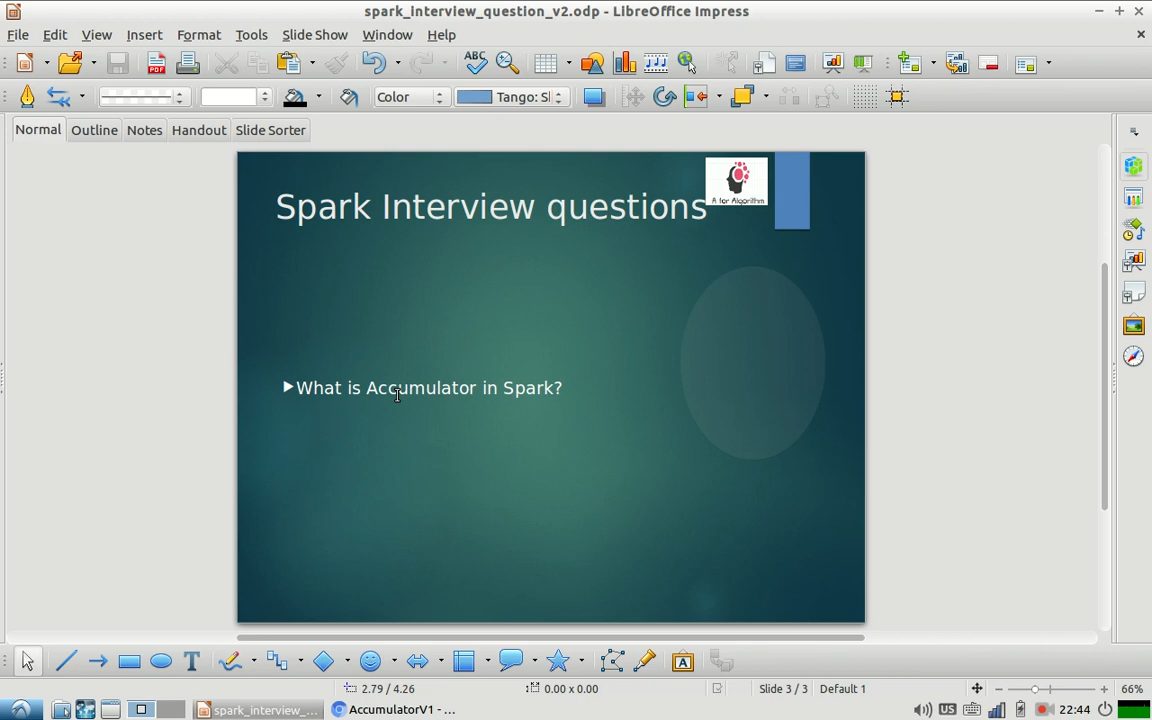 spark_interview_question_v2.odp - LibreOffice Impress
File Edit View Insert Format Tools Slide Show Window Help
Color
Normal Outline Notes Handout Slide Sorter
A for Algorithm
Spark Interview questions
What is Accumulator in Spark?
2.79 / 4.26 0.00 x 0.00 Slide 3 / 3 Default 1 66%
spark_interview_... AccumulatorV1 - ... US 22:44